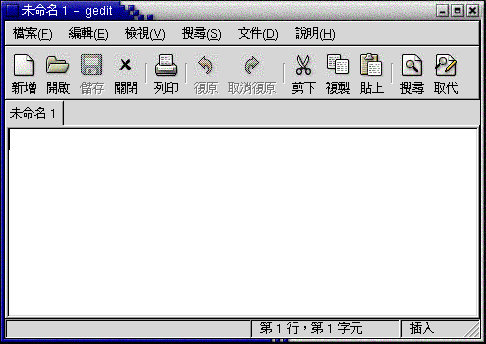 未命名 1 - gedit
檔案(F) 編輯(E) 檢視(V) 搜尋(S) 文件(D) 說明(H)
新增 開啟 儲存 關閉 列印 復原 取消復原 剪下 複製 貼上 搜尋 取代
未命名 1
第 1 行，第 1 字元 插入